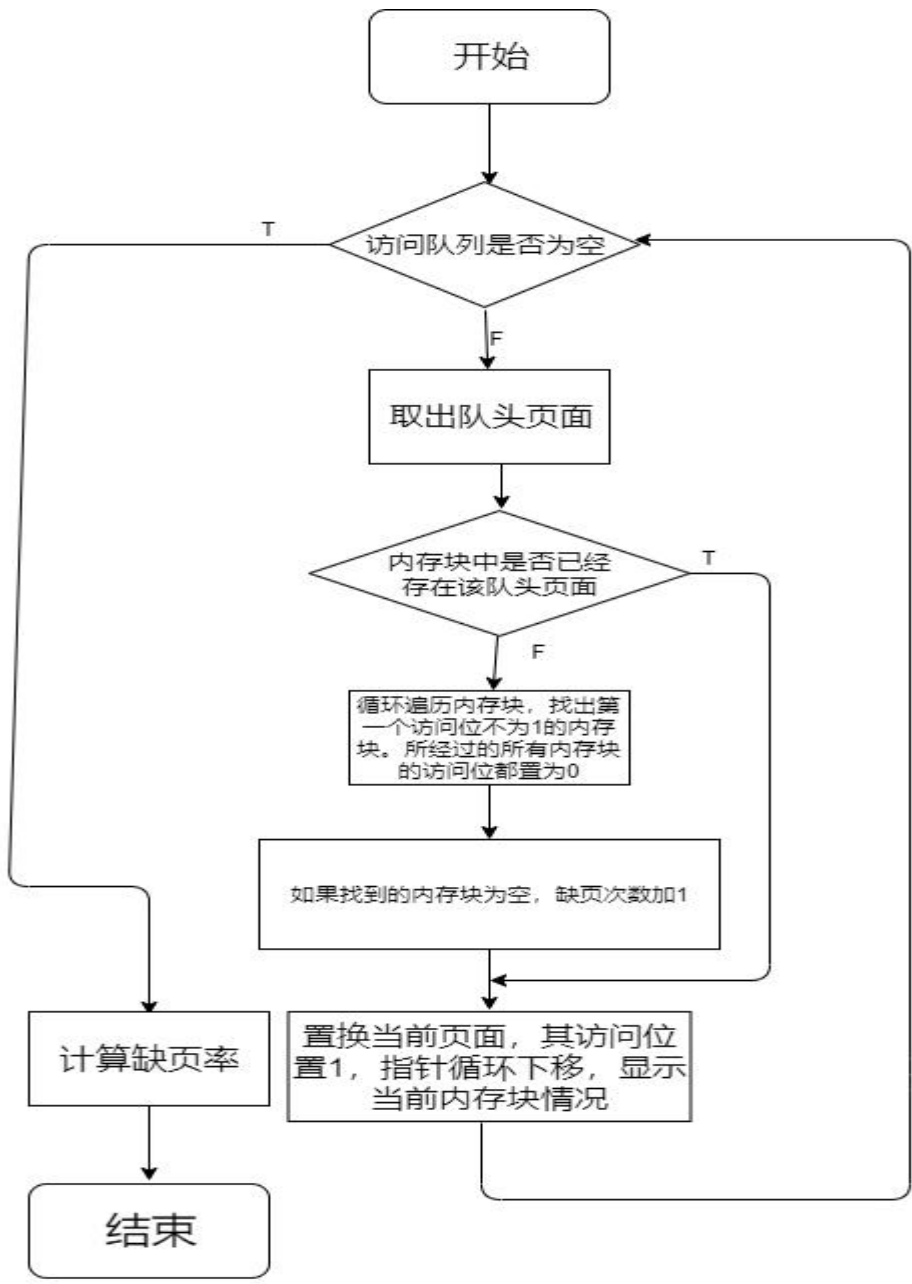 开始
T
访问队列是否为空
F
取出队头页面
内存块中是否已经
存在该队头页面
T
F
循环遍历内存块，找出第
一个访问位不为1的内存
块。所经过的所有内存块
的访问位都置为0
如果找到的内存块为空，缺页次数加1
计算缺页率
置换当前页面，其访问位
置1，指针循环下移，显示
当前内存块情况
结束